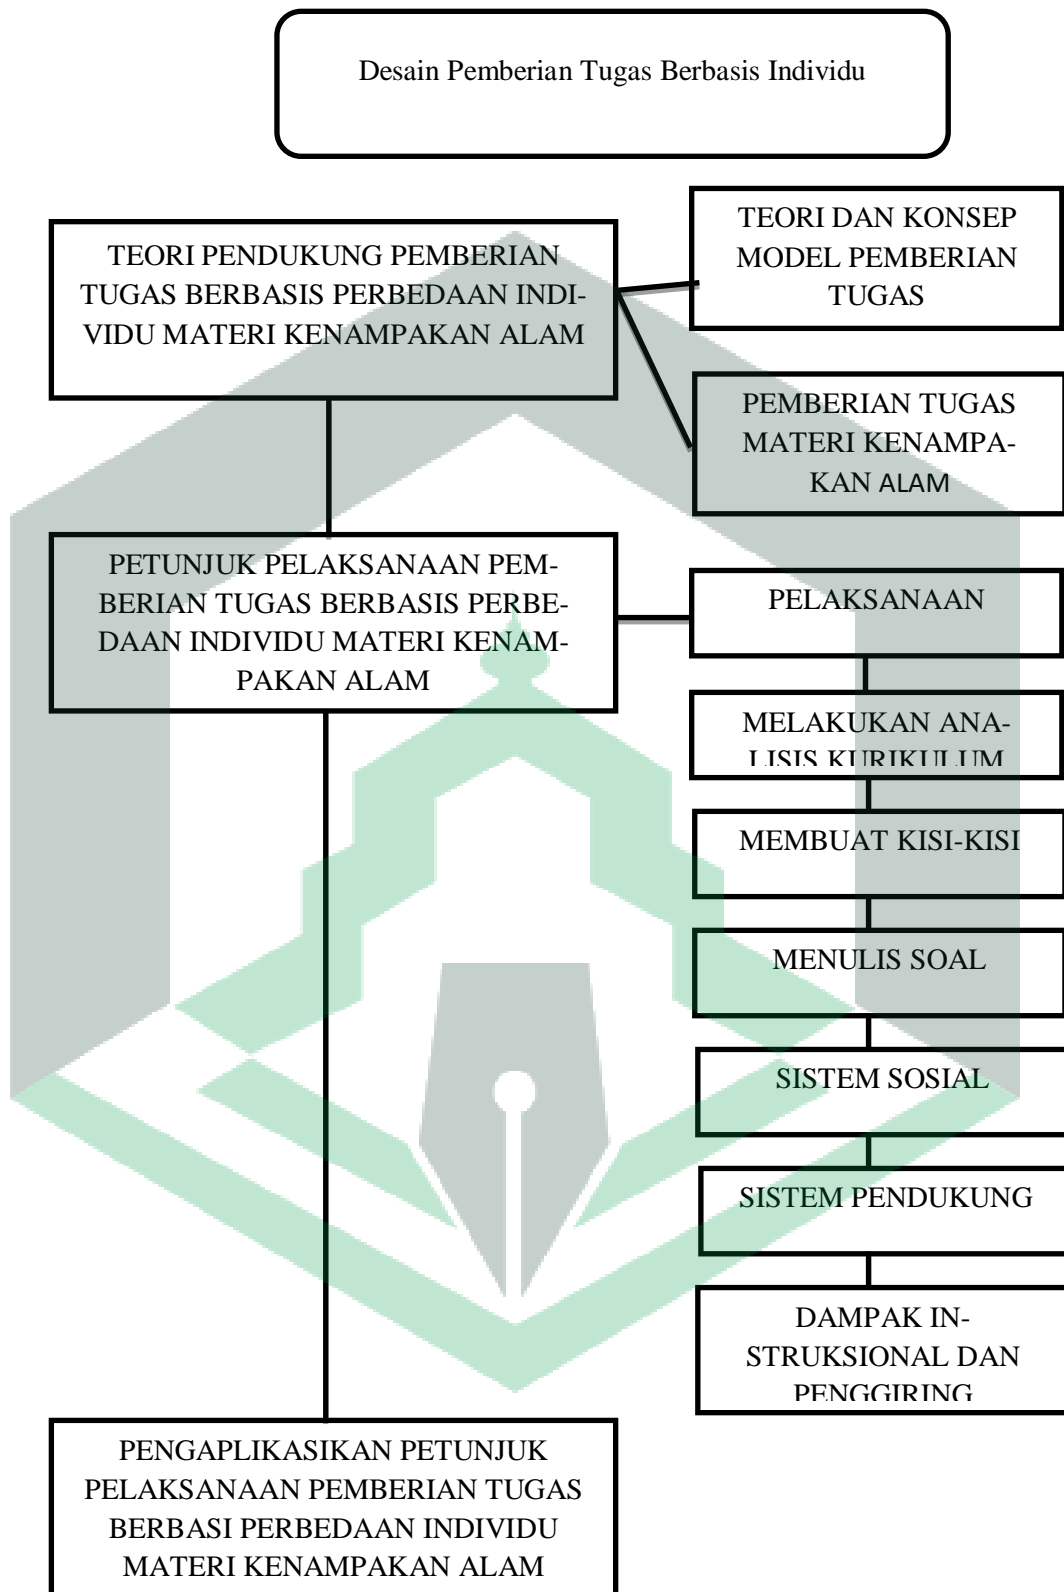 Desain Pemberian Tugas Berbasis Individu
TEORI PENDUKUNG PEMBERIAN
TUGAS BERBASIS PERBEDAAN INDI-
VIDU MATERI KENAMPAKAN ALAM
TEORI DAN KONSEP
MODEL PEMBERIAN
TUGAS
PEMBERIAN TUGAS
MATERI KENAMPA-
KAN ALAM
PETUNJUK PELAKSANAAN PEM-
BERIAN TUGAS BERBASIS PERBE-
DAAN INDIVIDU MATERI KENAM-
PAKAN ALAM
PELAKSANAAN
MELAKUKAN ANA-
LISIS KURIKULUM
MEMBUAT KISI-KISI
MENULIS SOAL
SISTEM SOSIAL
SISTEM PENDUKUNG
DAMPAK IN-
STRUKSIONAL DAN
PENGGIRING
PENGAPLIKASIKAN PETUNJUK
PELAKSANAAN PEMBERIAN TUGAS
BERBASI PERBEDAAN INDIVIDU
MATERI KENAMPAKAN ALAM